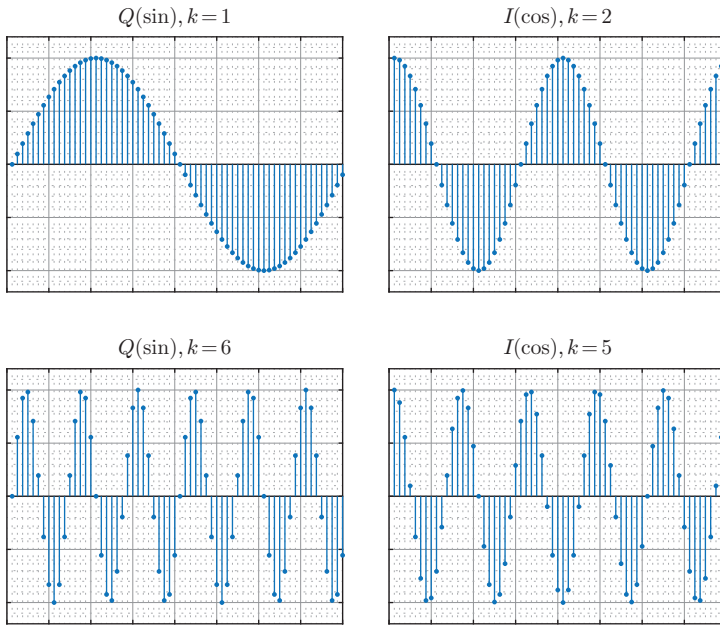 Q(sin), k = 1
I(cos), k = 2
Q(sin), k = 6
I(cos), k = 5